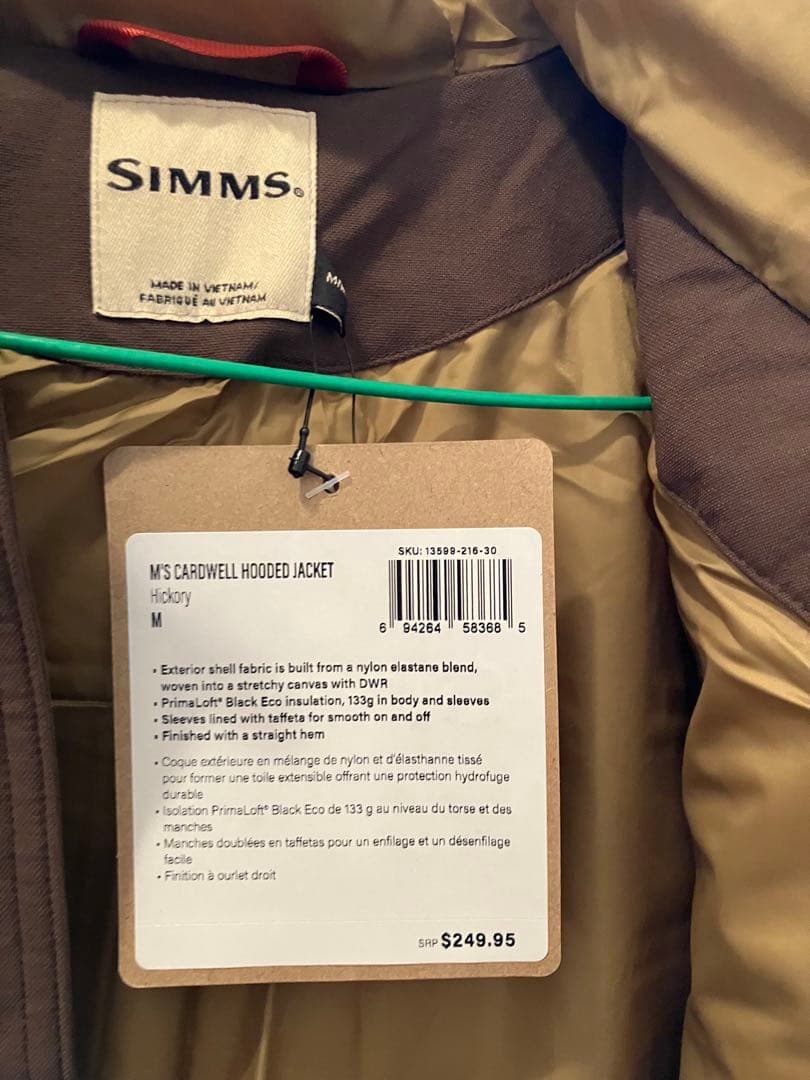 SIMMS®
MADE IN VIETNAM/
FABRIQUÉ AU VIETNAM
M'S CARDWELL HOODED JACKET
Hickory
M
SKU: 13599-216-30
6 94264 58368 5
• Exterior shell fabric is built from a nylon elastane blend,
woven into a stretchy canvas with DWR
• PrimaLoft® Black Eco insulation, 133g in body and sleeves
• Sleeves lined with taffeta for smooth on and off
• Finished with a straight hem
• Coque extérieure en mélange de nylon et d'élasthanne tissé
pour former une toile extensible offrant une protection hydrofuge
durable
• Isolation PrimaLoft® Black Eco de 133 g au niveau du torse et des
manches
• Manches doublées en taffetas pour un enfilage et un désenfilage
facile
• Finition à ourlet droit
SRP $249.95